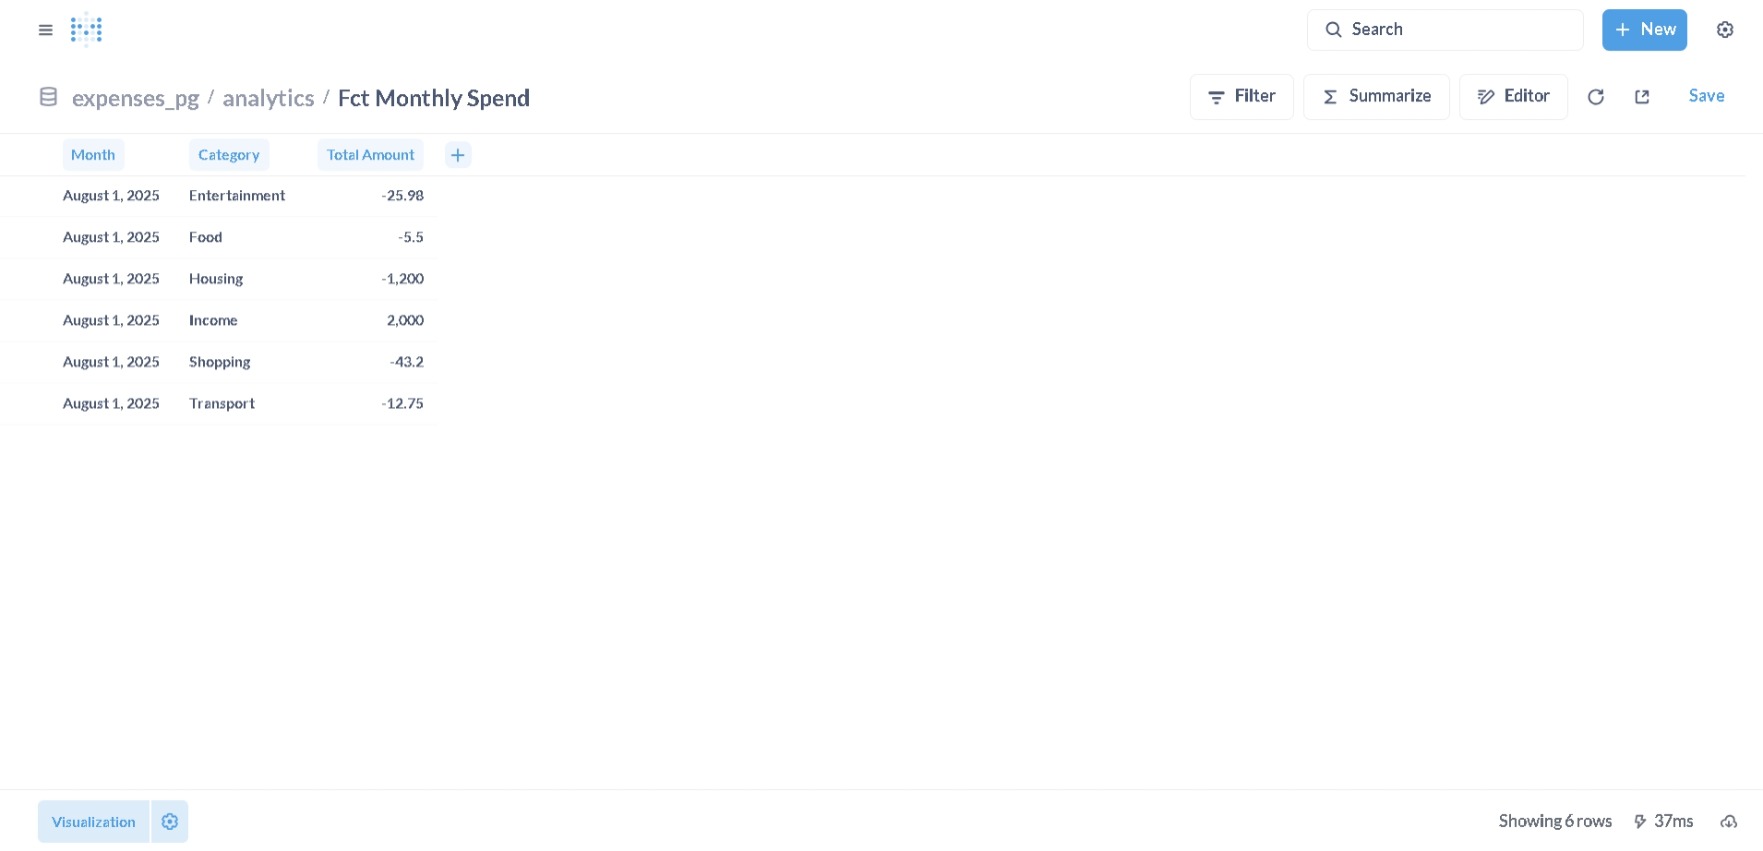 Search
New
expenses_pg / analytics / Fct Monthly Spend
Filter Summarize Editor Save
Month Category Total Amount
August 1, 2025 Entertainment -25.98
August 1, 2025 Food -5.5
August 1, 2025 Housing -1,200
August 1, 2025 Income 2,000
August 1, 2025 Shopping -43.2
August 1, 2025 Transport -12.75
Visualization Showing 6 rows 37ms